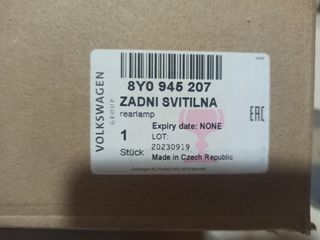 VOLKSWAGEN
GROUP
8Y0 945 207
ZADNI SVITILNA
rearlamp
EAC
1
Stück
Expiry date: NONE
LOT:
20230919
Made in Czech Republic